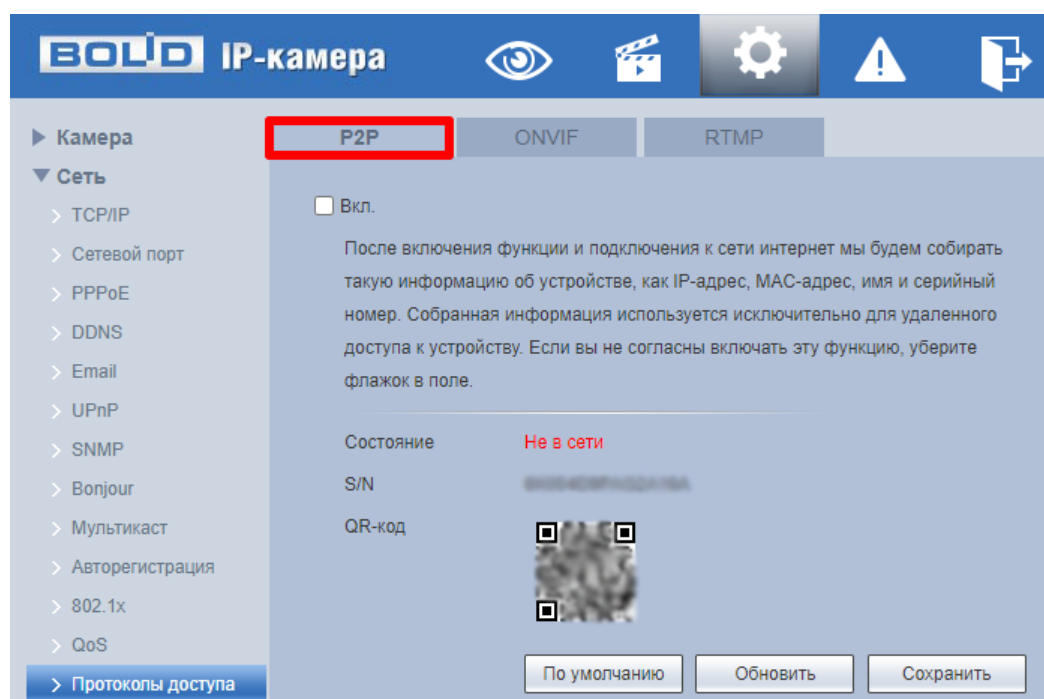 BOLID IP-камера
Камера
Сеть
TCP/IP
Сетевой порт
PPPoE
DDNS
Email
UPnP
SNMP
Bonjour
Мультикаст
Авторегистрация
802.1x
QoS
Протоколы доступа
P2P ONVIF RTMP
Вкл.
После включения функции и подключения к сети интернет мы будем собирать
такую информацию об устройстве, как IP-адрес, MAC-адрес, имя и серийный
номер. Собранная информация используется исключительно для удаленного
доступа к устройству. Если вы не согласны включать эту функцию, уберите
флажок в поле.
Состояние Не в сети
S/N
QR-код
По умолчанию Обновить Сохранить